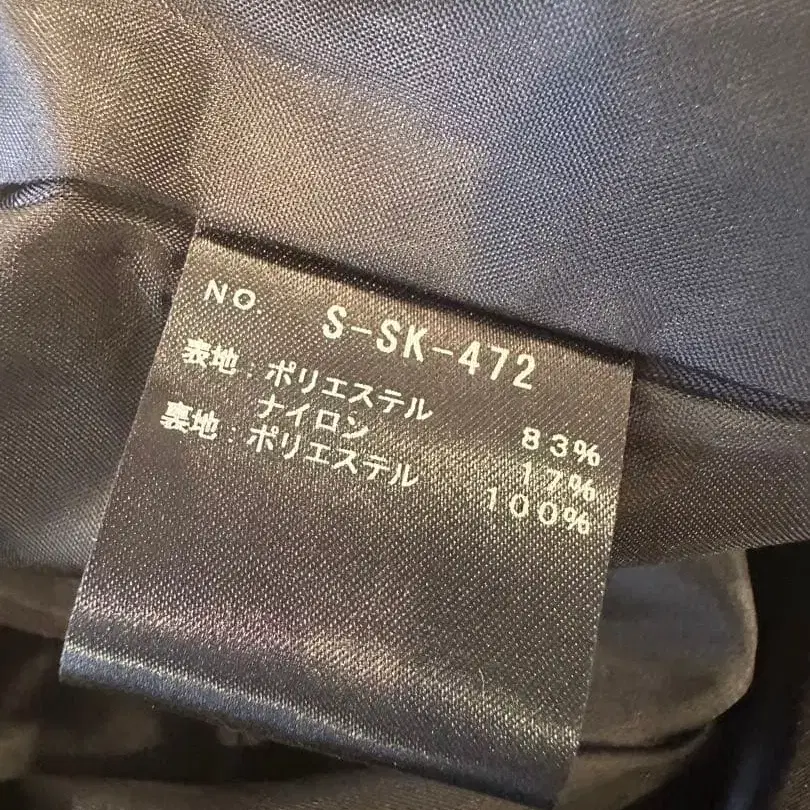 NO. S-SK-472
表地:ポリエステル 83%
ナイロン 17%
裏地:ポリエステル 100%